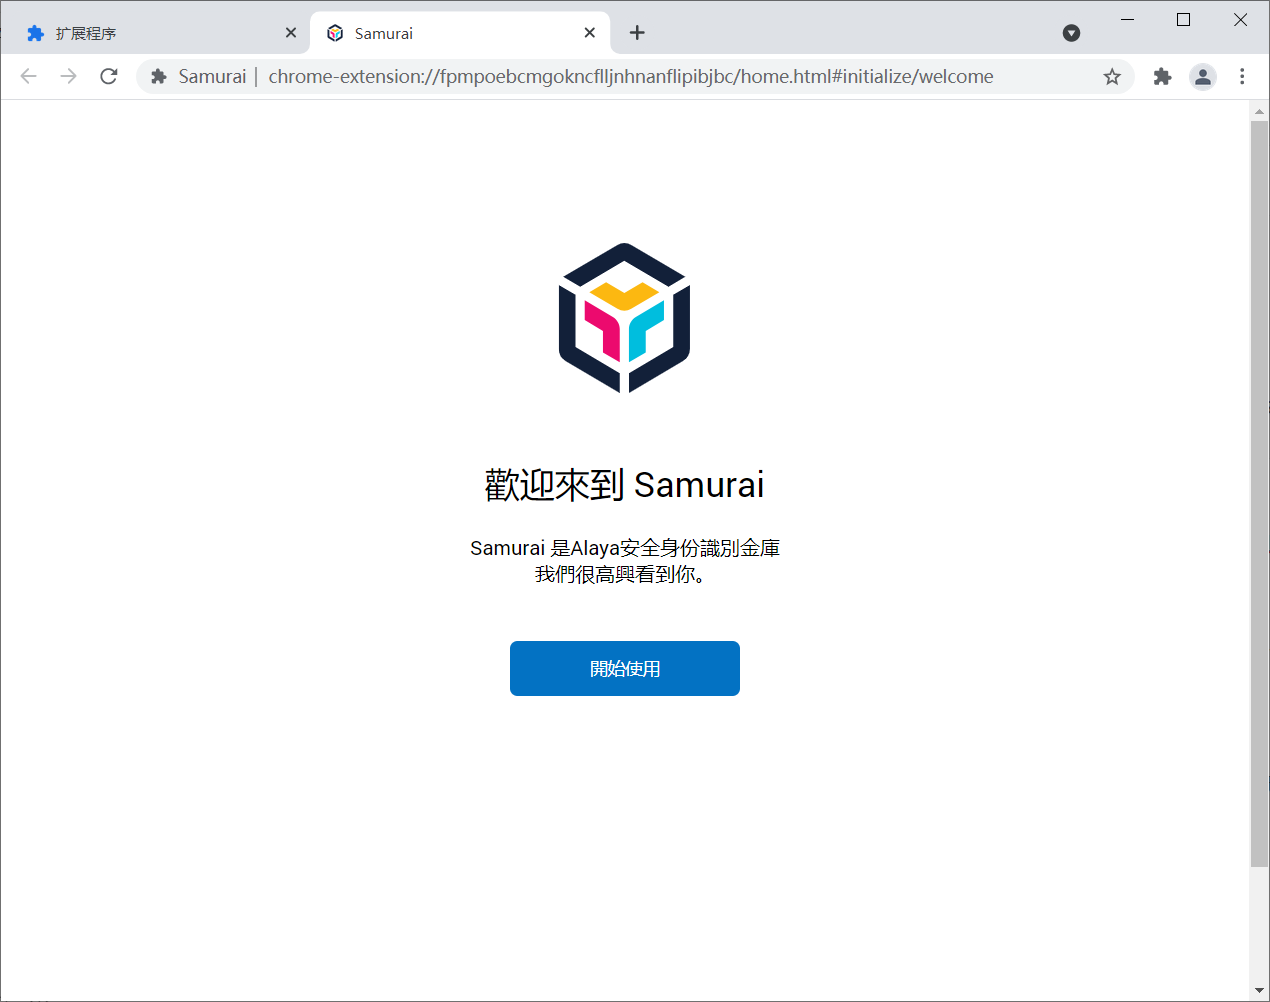 扩展程序
Samurai
Samurai | chrome-extension://fpmpoebcmgokncflljnhnanflipibjbc/home.html#initialize/welcome
歡迎來到 Samurai
Samurai 是Alaya安全身份識別金庫
我們很高興看到你。
開始使用